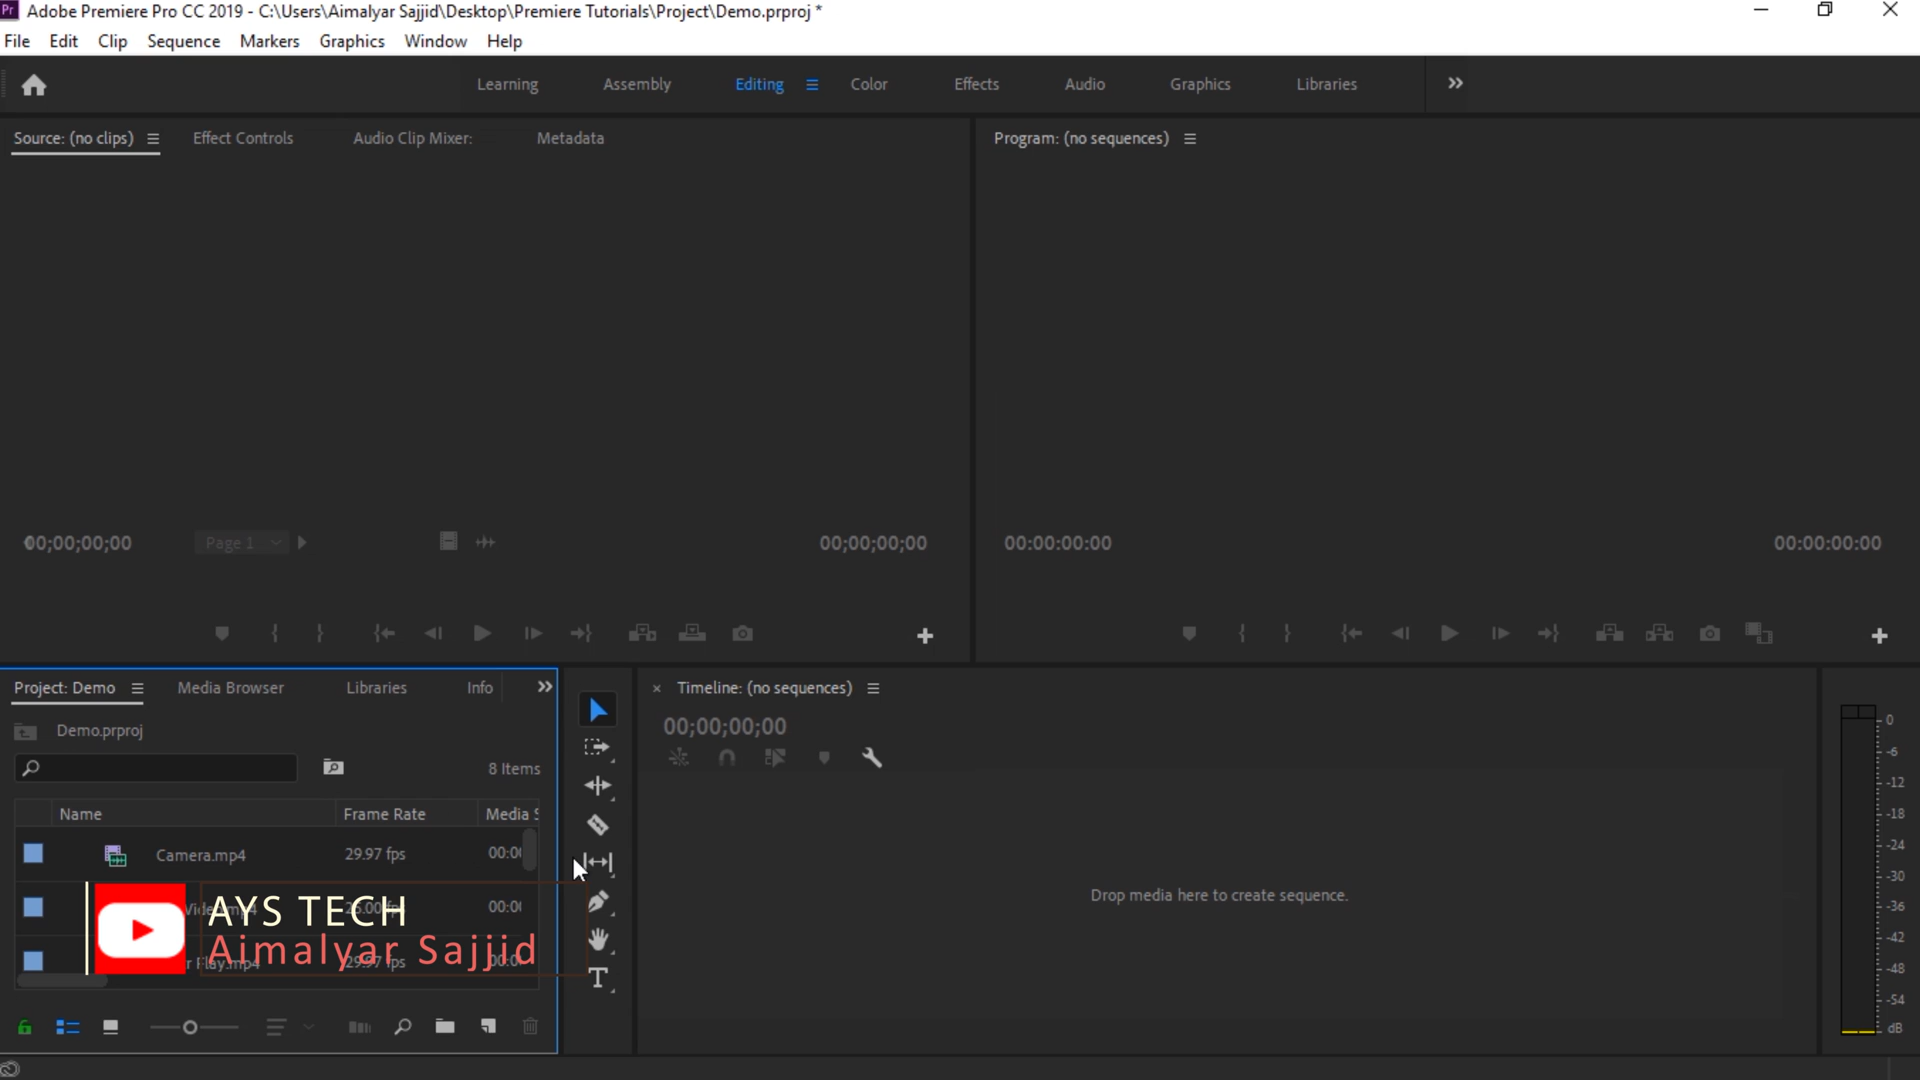 Pr Adobe Premiere Pro CC 2019 - C:\Users\Aimalyar Sajjid\Desktop\Premiere Tutorials\Project\Demo.prproj *
File Edit Clip Sequence Markers Graphics Window Help
Learning Assembly Editing Color Effects Audio Graphics Libraries
Source: (no clips) Effect Controls Audio Clip Mixer: Metadata
Program: (no sequences)
00;00;00;00 Page 1 00;00;00;00
00:00:00:00 00:00:00:00
Project: Demo Media Browser Libraries Info
Timeline: (no sequences)
Demo.prproj
00;00;00;00
8 Items
Name Frame Rate Media S
Camera.mp4 29.97 fps 00:0
AYS TECH
Aimalyar Sajjid
Drop media here to create sequence.
0
-6
-12
-18
-24
-30
-36
-42
-48
-54
dB